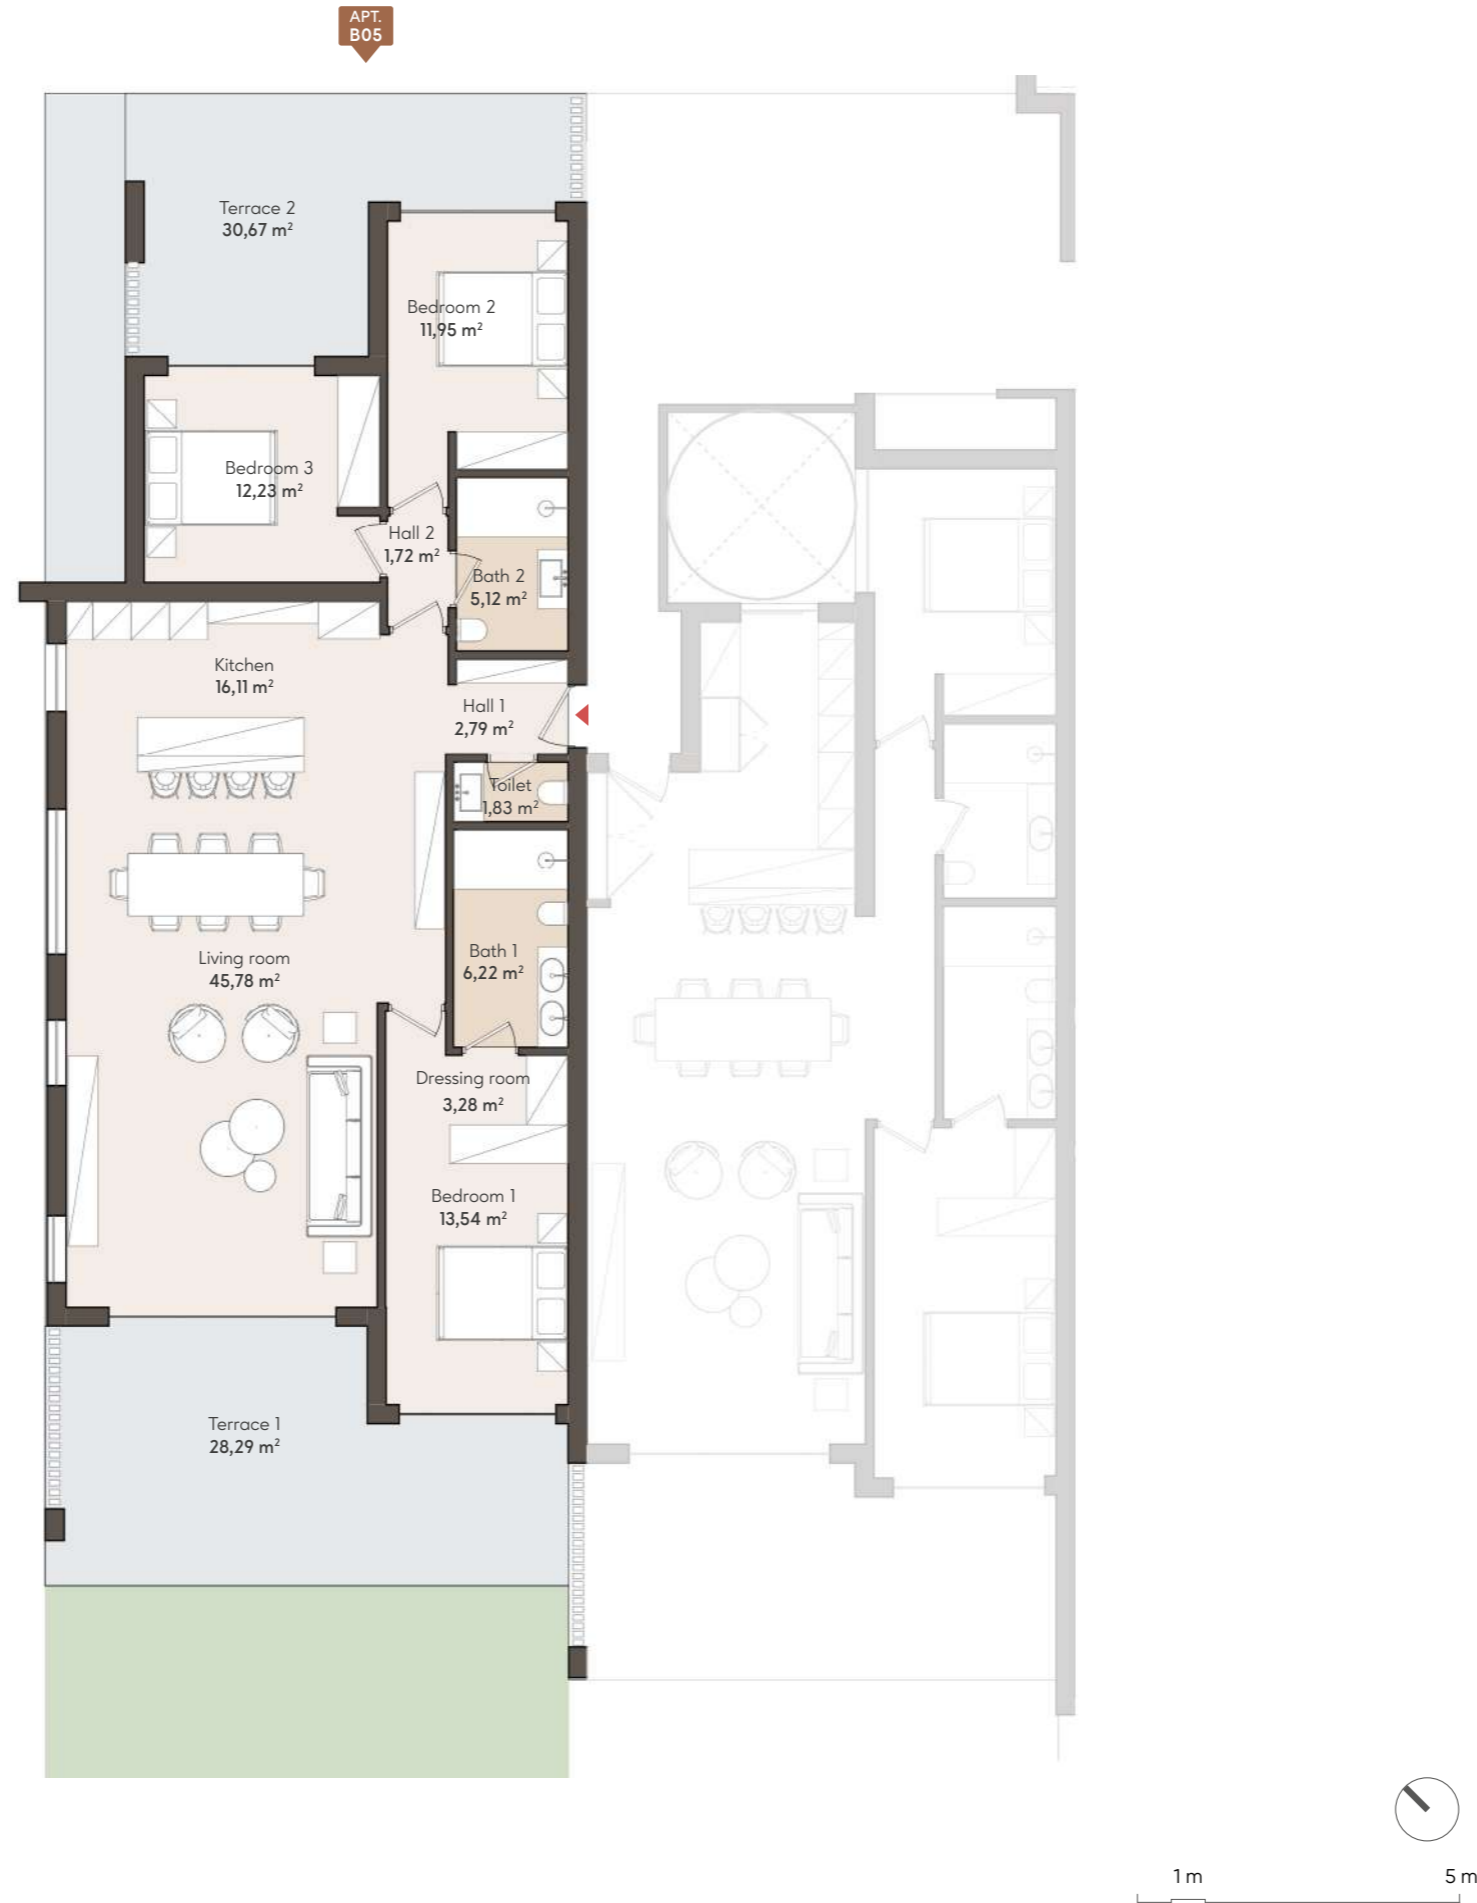 APT.
B05
Terrace 2
30,67 m²
Bedroom 2
11,95 m²
Bedroom 3
12,23 m²
Hall 2
1,72 m²
Bath 2
5,12 m²
Kitchen
16,11 m²
Hall 1
2,79 m²
Toilet
1,83 m²
Living room
45,78 m²
Bath 1
6,22 m²
Dressing room
3,28 m²
Bedroom 1
13,54 m²
Terrace 1
28,29 m²
1 m
5 m